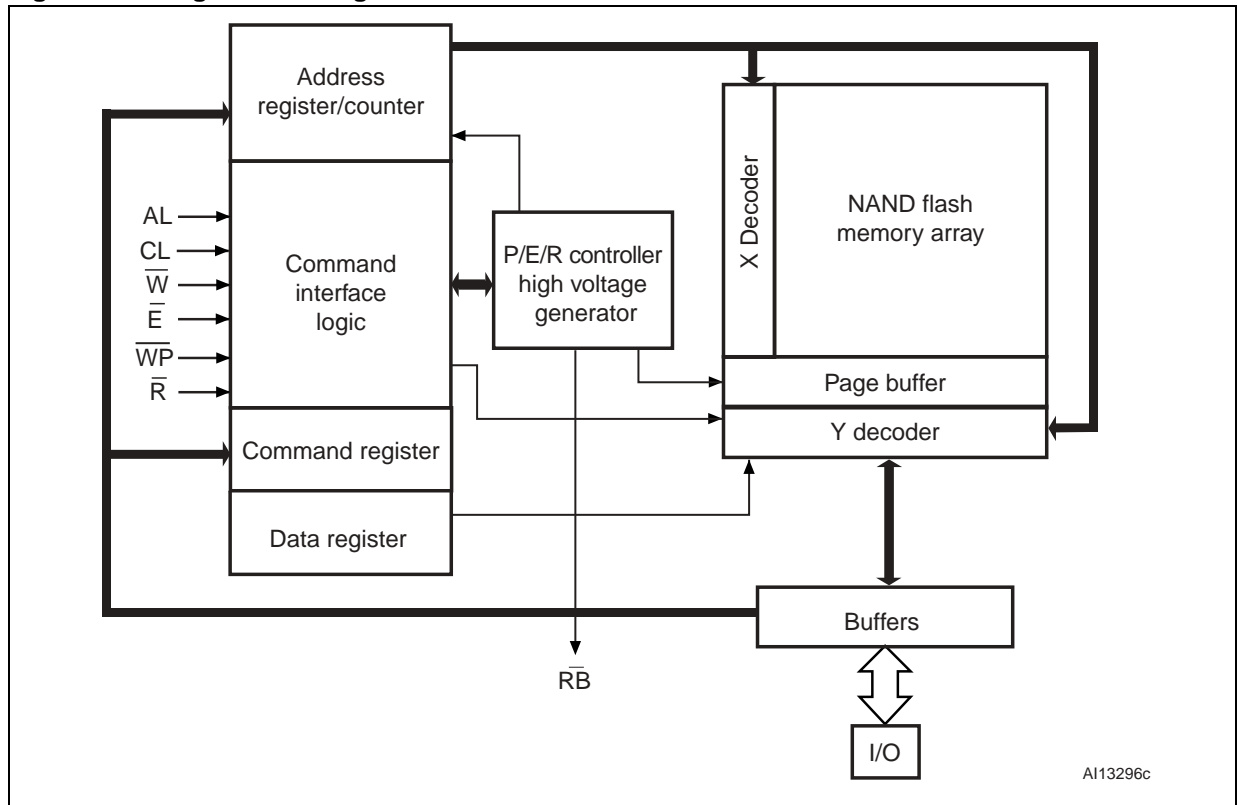 Address
register/counter
AL
CL
W̅
E̅
W̅P̅
R̅
Command
interface
logic
Command register
Data register
P/E/R controller
high voltage
generator
RB̅
X Decoder
NAND flash
memory array
Page buffer
Y decoder
Buffers
I/O
AI13296c